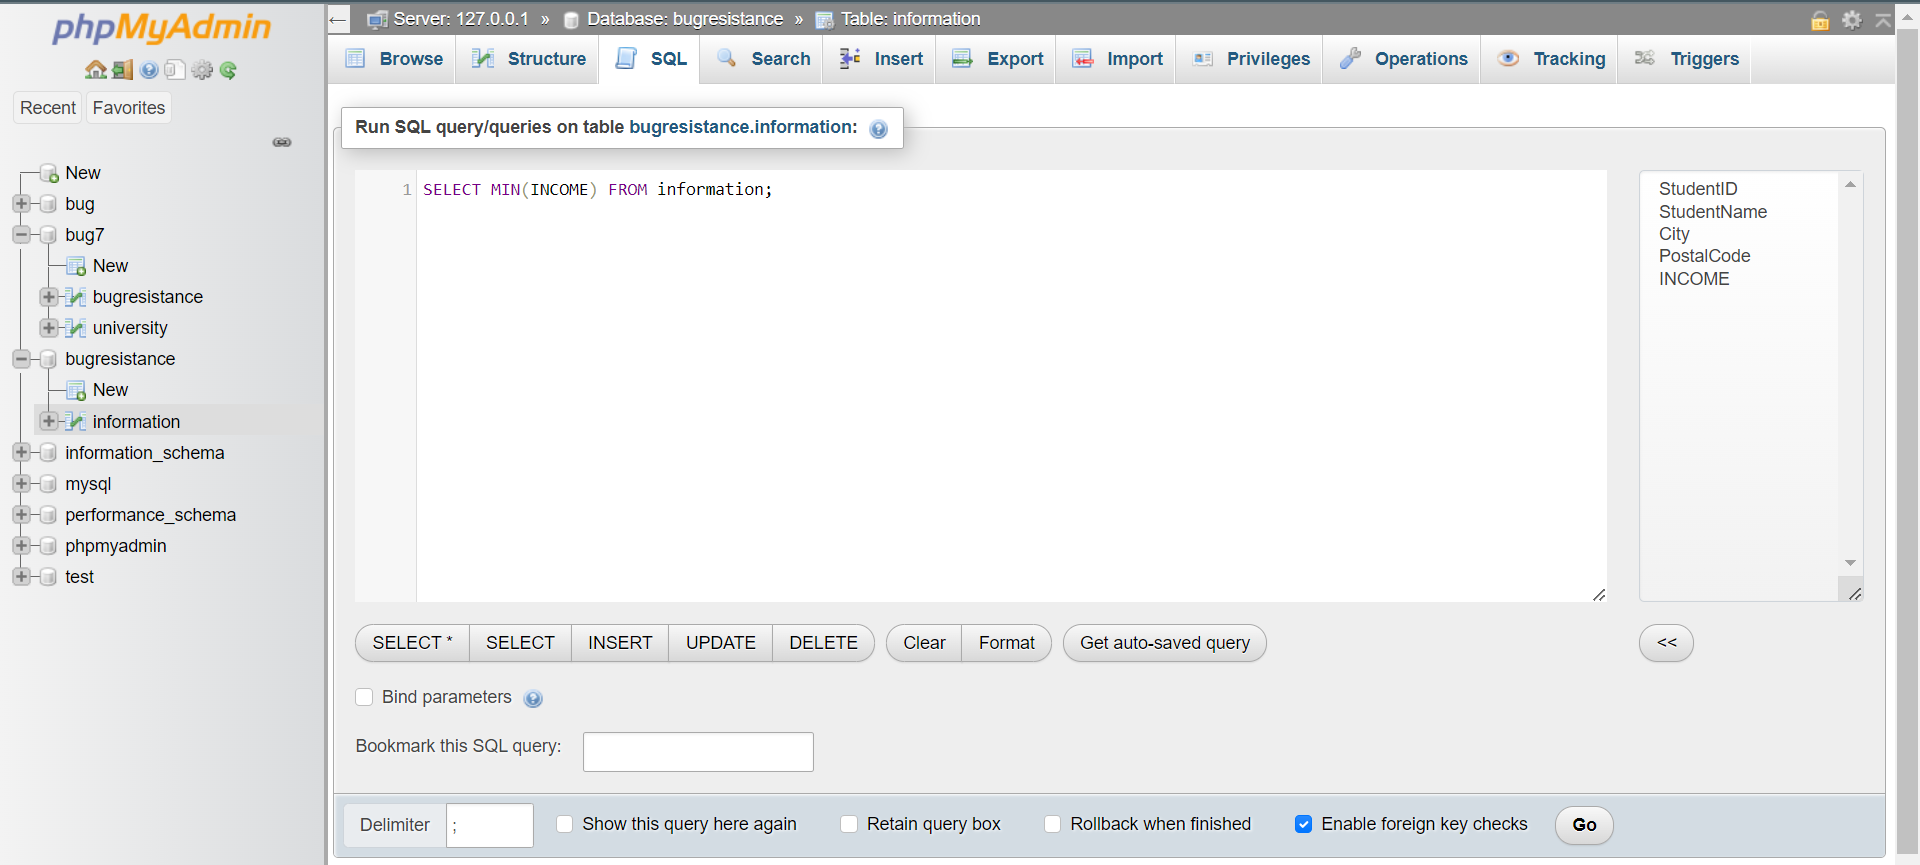 phpMyAdmin
Recent Favorites
New
bug
bug7
New
bugresistance
university
bugresistance
New
information
information_schema
mysql
performance_schema
phpmyadmin
test
Server: 127.0.0.1 » Database: bugresistance » Table: information
Browse Structure SQL Search Insert Export Import Privileges Operations Tracking Triggers
Run SQL query/queries on table bugresistance.information:
1 SELECT MIN(INCOME) FROM information;
StudentID
StudentName
City
PostalCode
INCOME
SELECT * SELECT INSERT UPDATE DELETE Clear Format Get auto-saved query <<
Bind parameters
Bookmark this SQL query:
Delimiter ; Show this query here again Retain query box Rollback when finished Enable foreign key checks Go